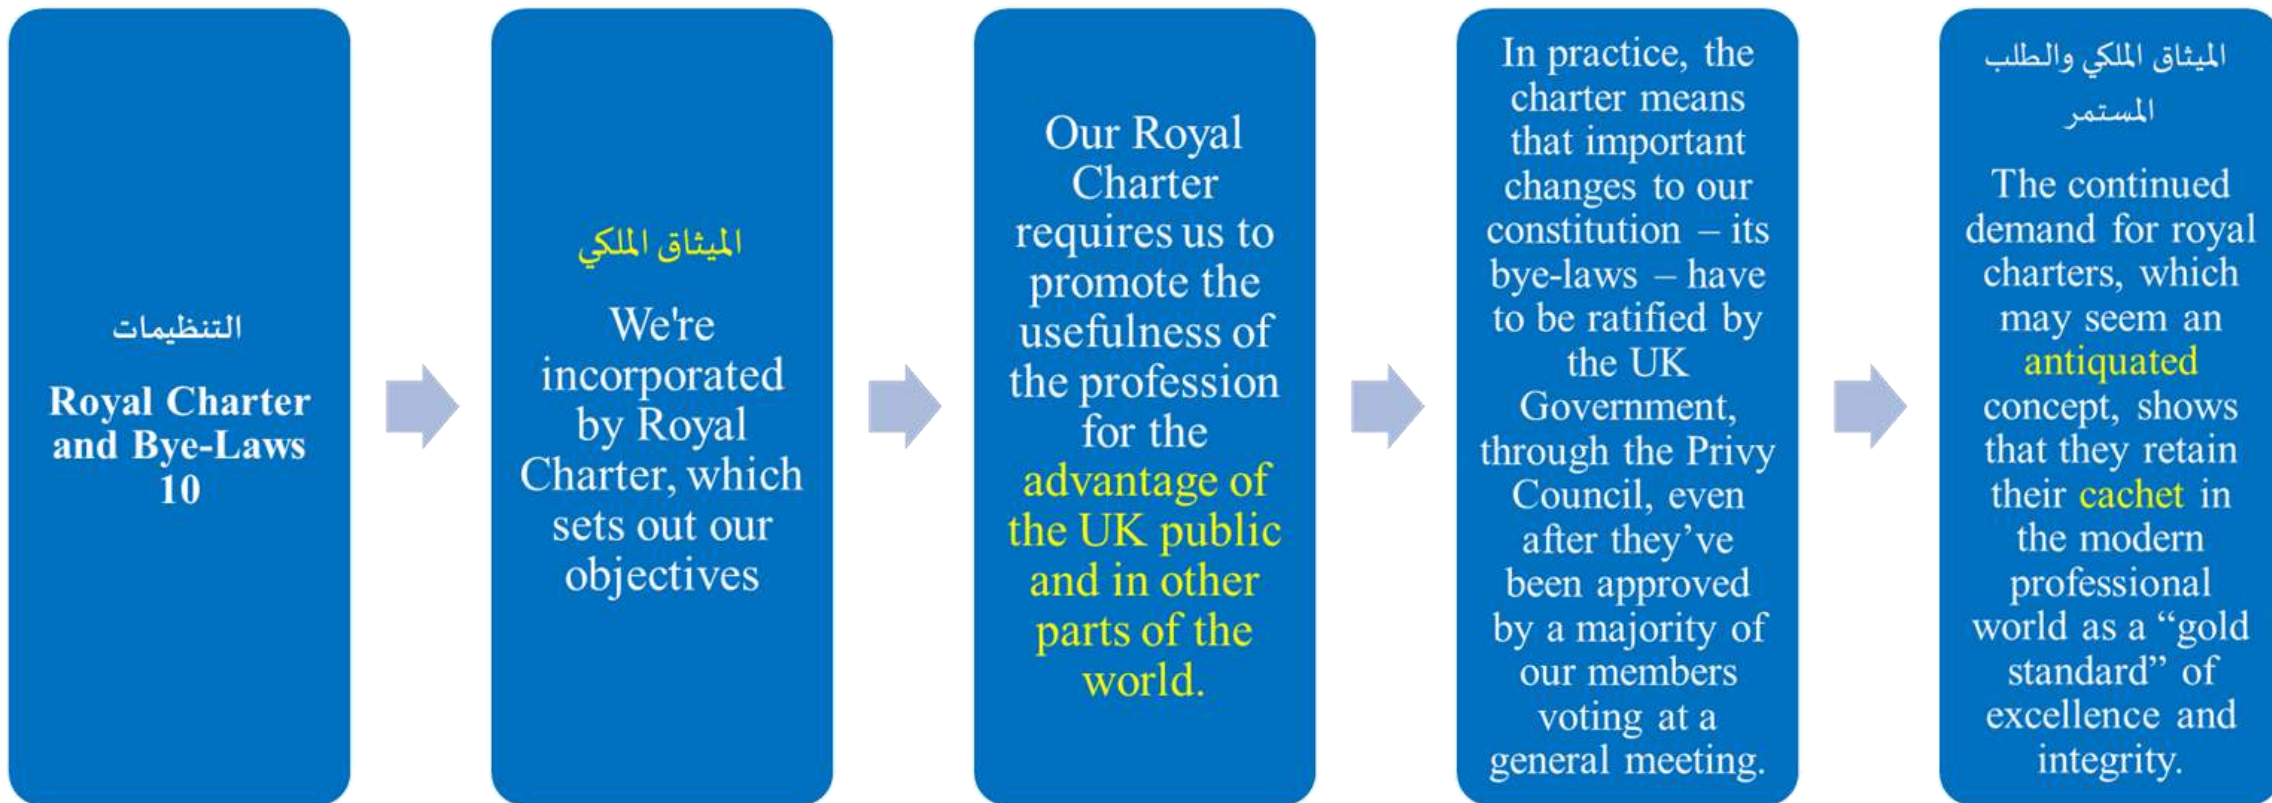 التنظيمات
Royal Charter
and Bye-Laws
10
الميثاق الملكي
We're
incorporated
by Royal
Charter, which
sets out our
objectives
Our Royal
Charter
requires us to
promote the
usefulness of
the profession
for the
advantage of
the UK public
and in other
parts of the
world.
In practice, the
charter means
that important
changes to our
constitution – its
bye-laws – have
to be ratified by
the UK
Government,
through the Privy
Council, even
after they’ve
been approved
by a majority of
our members
voting at a
general meeting.
الميثاق الملكي والطلب
المستمر
The continued
demand for royal
charters, which
may seem an
antiquated
concept, shows
that they retain
their cachet in
the modern
professional
world as a “gold
standard” of
excellence and
integrity.